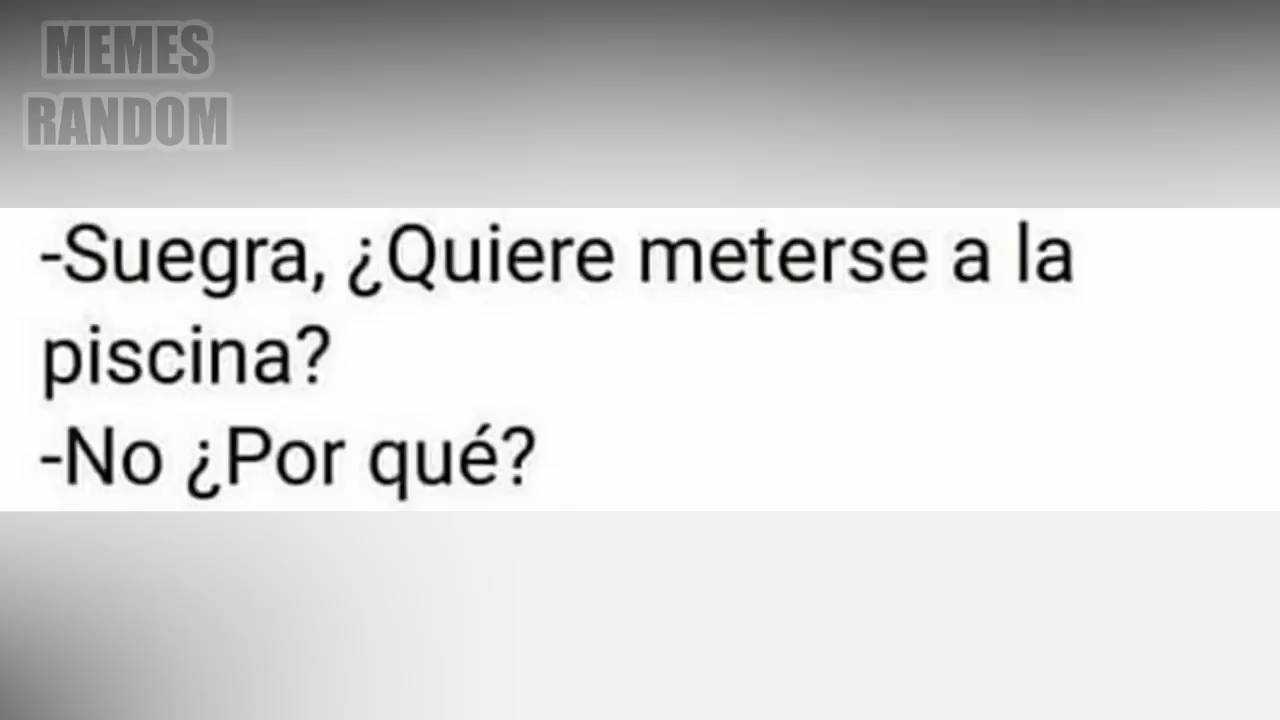 MEMES
RANDOM
-Suegra, ¿Quiere meterse a la
piscina?
-No ¿Por qué?